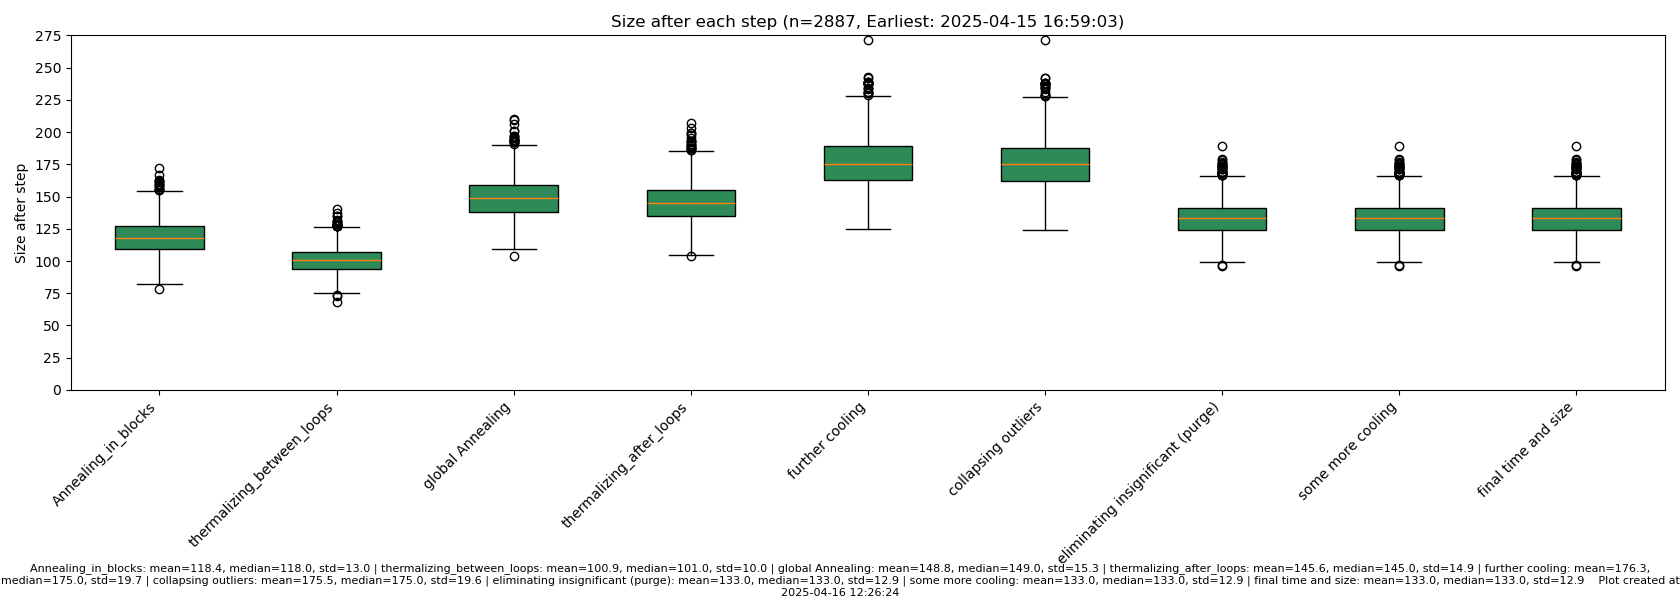 Size after each step (n=2887, Earliest: 2025-04-15 16:59:03)
275
250
225
200
175
150
125
100
75
50
25
0
Size after step
Annealing_in_blocks
thermalizing_between_loops
global Annealing
thermalizing_after_loops
further cooling
collapsing outliers
eliminating insignificant (purge)
some more cooling
final time and size
Annealing_in_blocks: mean=118.4, median=118.0, std=13.0 | thermalizing_between_loops: mean=100.9, median=101.0, std=10.0 | global Annealing: mean=148.8, median=149.0, std=15.3 | thermalizing_after_loops: mean=145.6, median=145.0, std=14.9 | further cooling: mean=176.3,
median=175.0, std=19.7 | collapsing outliers: mean=175.5, median=175.0, std=19.6 | eliminating insignificant (purge): mean=133.0, median=133.0, std=12.9 | some more cooling: mean=133.0, median=133.0, std=12.9 | final time and size: mean=133.0, median=133.0, std=12.9 Plot created at
2025-04-16 12:26:24